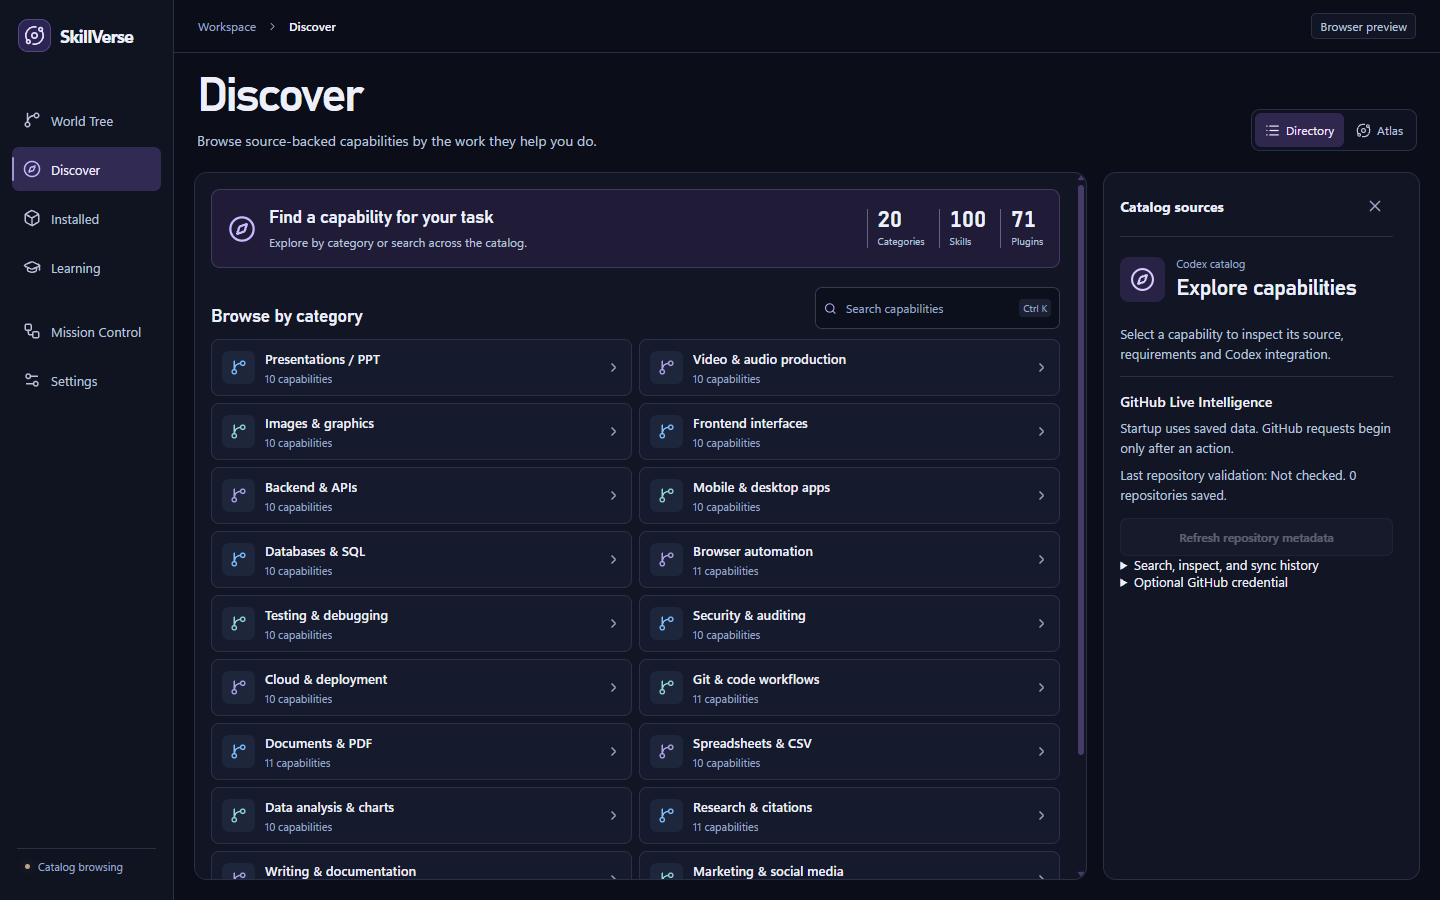 SkillVerse
World Tree
Discover
Installed
Learning
Mission Control
Settings
Catalog browsing
Workspace > Discover
Browser preview
Discover
Browse source-backed capabilities by the work they help you do.
Directory
Atlas
Find a capability for your task
Explore by category or search across the catalog.
20
Categories
100
Skills
71
Plugins
Browse by category
Search capabilities
Ctrl K
Presentations / PPT
10 capabilities
Video & audio production
10 capabilities
Images & graphics
10 capabilities
Frontend interfaces
10 capabilities
Backend & APIs
10 capabilities
Mobile & desktop apps
10 capabilities
Databases & SQL
10 capabilities
Browser automation
11 capabilities
Testing & debugging
10 capabilities
Security & auditing
10 capabilities
Cloud & deployment
10 capabilities
Git & code workflows
11 capabilities
Documents & PDF
11 capabilities
Spreadsheets & CSV
10 capabilities
Data analysis & charts
10 capabilities
Research & citations
11 capabilities
Writing & documentation
Marketing & social media
Catalog sources
Codex catalog
Explore capabilities
Select a capability to inspect its source,
requirements and Codex integration.
GitHub Live Intelligence
Startup uses saved data. GitHub requests begin
only after an action.
Last repository validation: Not checked. 0
repositories saved.
Refresh repository metadata
Search, inspect, and sync history
Optional GitHub credential